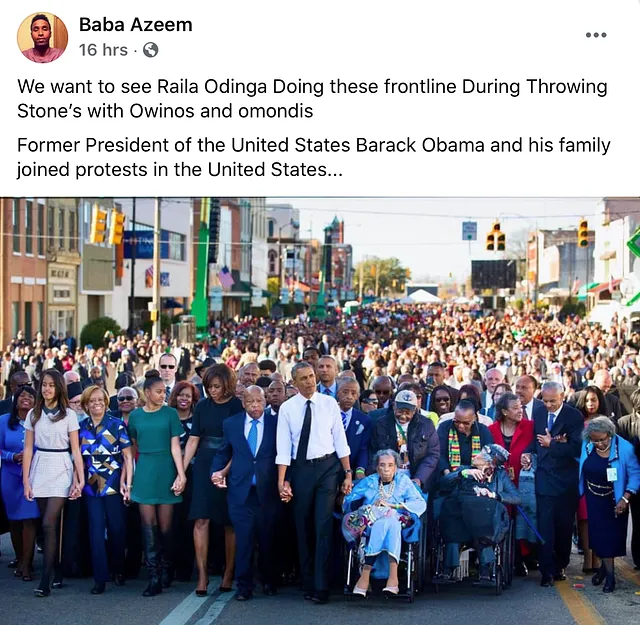 Baba Azeem
16 hrs ·
We want to see Raila Odinga Doing these frontline During Throwing
Stone’s with Owinos and omondis
Former President of the United States Barack Obama and his family
joined protests in the United States...